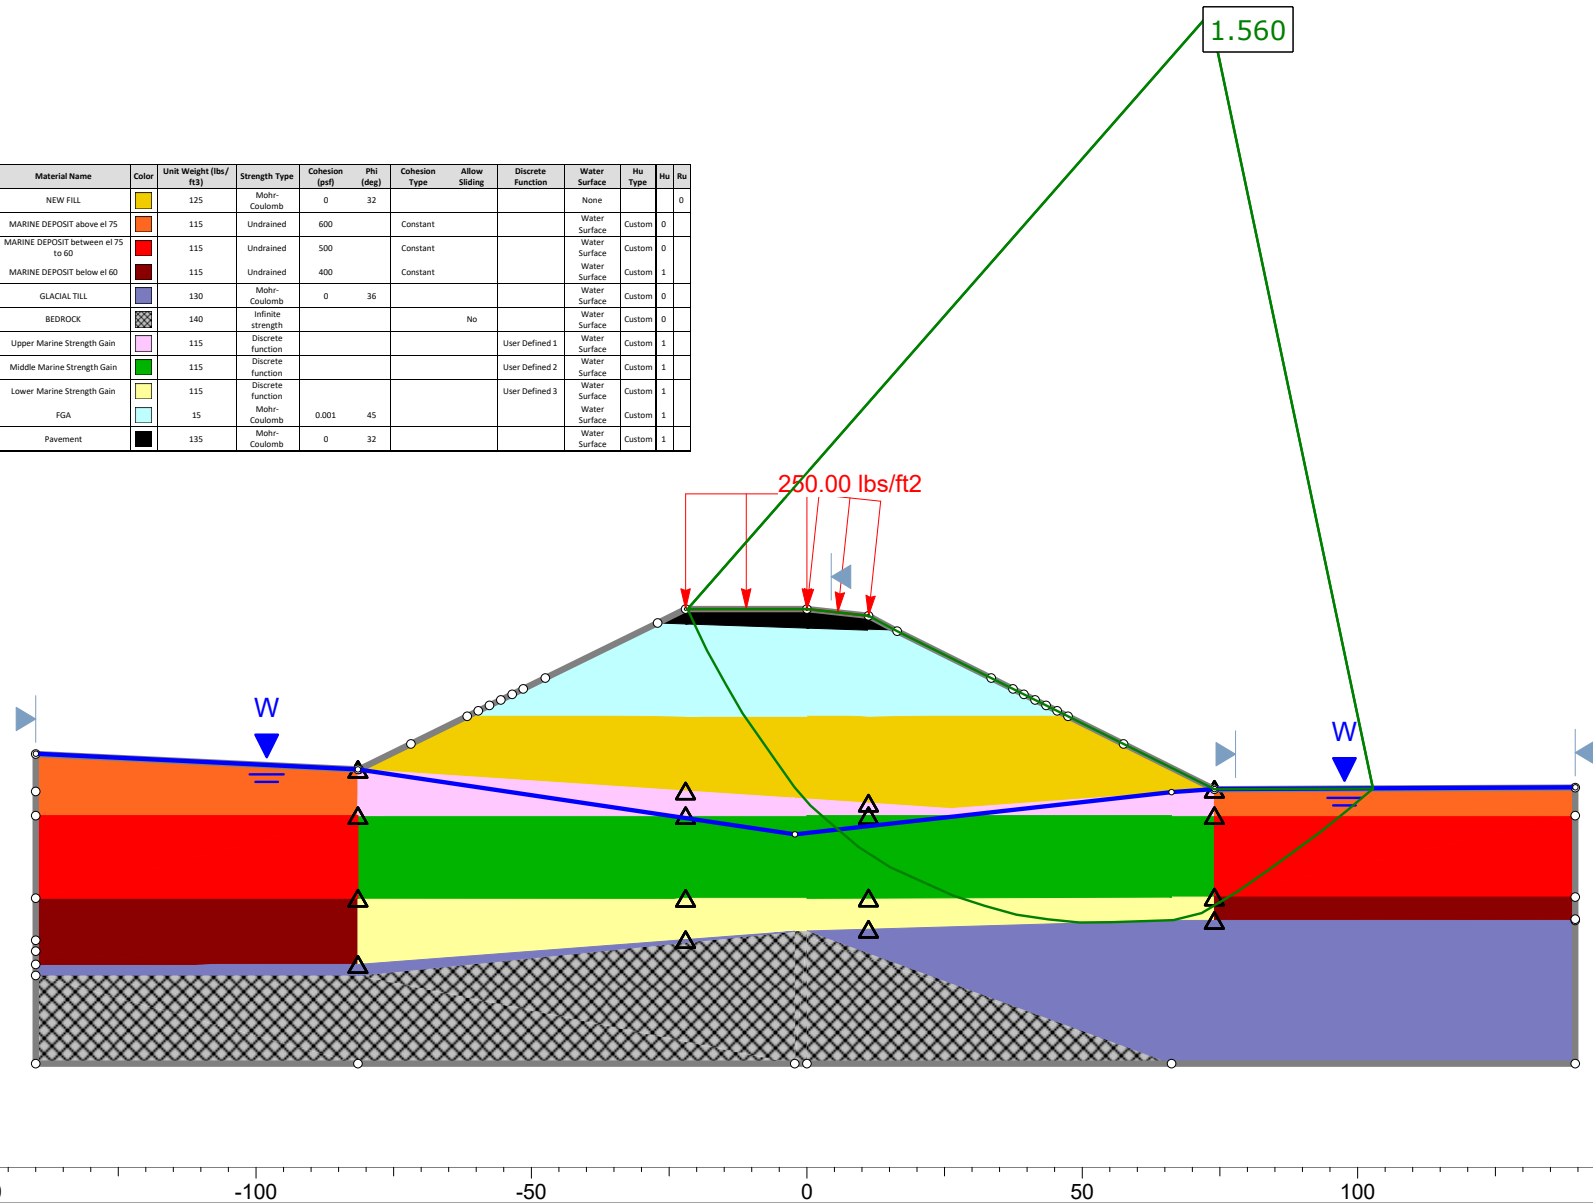 1.560
Material Name Color Unit Weight (lbs/ft3) Strength Type Cohesion (psf) Phi (deg) Cohesion Type Allow Sliding Discrete Function Water Surface Hu Type Hu Ru
NEW FILL 125 Mohr-Coulomb 0 32 None 0
MARINE DEPOSIT above el 75 115 Undrained 600 Constant Water Surface Custom 0
MARINE DEPOSIT between el 75 to 60 115 Undrained 500 Constant Water Surface Custom 0
MARINE DEPOSIT below el 60 115 Undrained 400 Constant Water Surface Custom 1
GLACIAL TILL 130 Mohr-Coulomb 0 36 Water Surface Custom 0
BEDROCK 140 Infinite strength No Water Surface Custom 0
Upper Marine Strength Gain 115 Discrete function User Defined 1 Water Surface Custom 1
Middle Marine Strength Gain 115 Discrete function User Defined 2 Water Surface Custom 1
Lower Marine Strength Gain 115 Discrete function User Defined 3 Water Surface Custom 1
FGA 15 Mohr-Coulomb 0.001 45 Water Surface Custom 1
Pavement 135 Mohr-Coulomb 0 32 Water Surface Custom 1
250.00 lbs/ft2
W
W
-100 -50 0 50 100